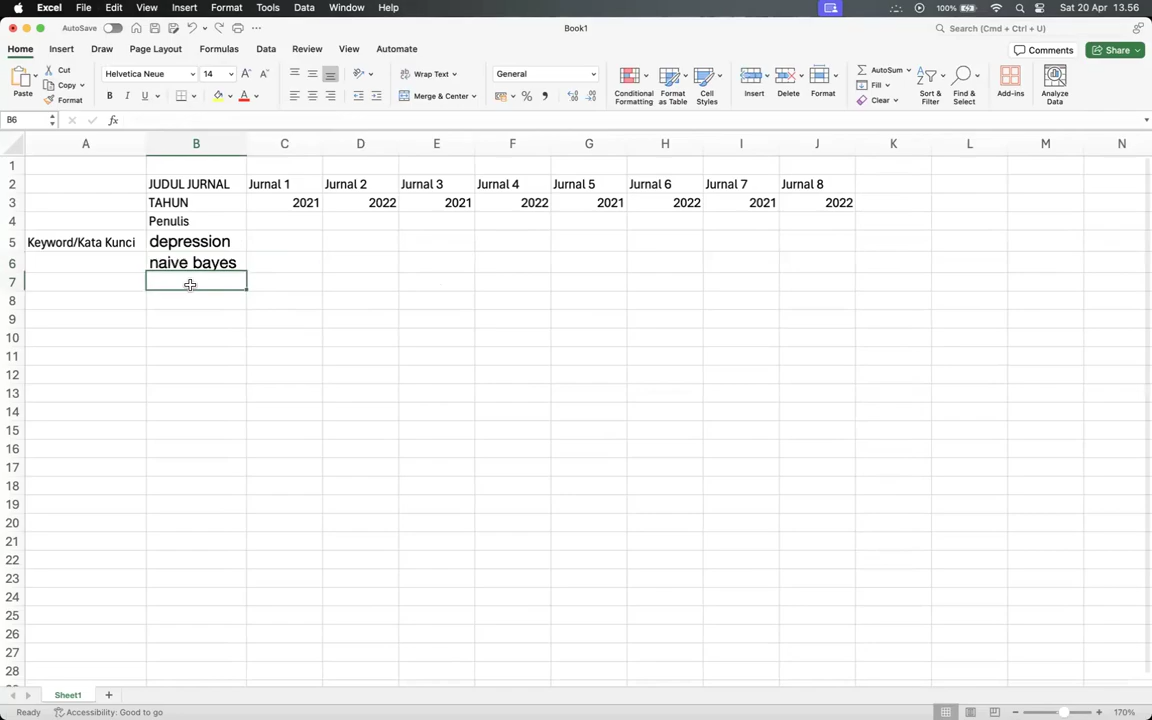 Excel File Edit View Insert Format Tools Data Window Help 100% Sat 20 Apr 13.56
AutoSave Book1 Search (Cmd + Ctrl + U)
Home Insert Draw Page Layout Formulas Data Review View Automate Comments Share
Paste Cut Copy Format Helvetica Neue 14 Wrap Text General Conditional Formatting Format as Table Cell Styles Insert Delete Format AutoSum Fill Clear Sort & Filter Find & Select Add-ins Analyze Data
B I U A Merge & Center
B6 fx
A B C D E F G H I J K L M N
1
2 JUDUL JURNAL Jurnal 1 Jurnal 2 Jurnal 3 Jurnal 4 Jurnal 5 Jurnal 6 Jurnal 7 Jurnal 8
3 TAHUN 2021 2022 2021 2022 2021 2022 2021 2022
4 Penulis
5 Keyword/Kata Kunci depression
6 naive bayes
7
8
9
10
11
12
13
14
15
16
17
18
19
20
21
22
23
24
25
26
27
28
Sheet1
Ready Accessibility: Good to go 170%